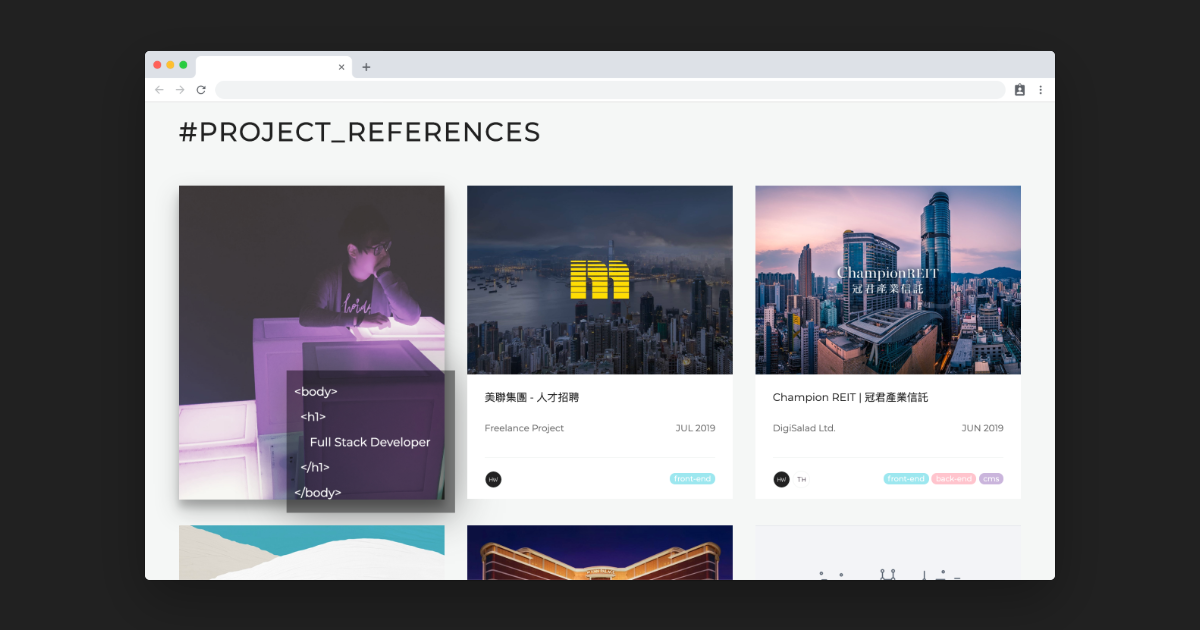 #PROJECT_REFERENCES
<body>
<h1>
Full Stack Developer
</h1>
</body>
美聯集團 - 人才招聘
Freelance Project
JUL 2019
HW
front-end
ChampionREIT
冠君產業信託
Champion REIT | 冠君產業信託
DigiSalad Ltd.
JUN 2019
HW
TH
front-end
back-end
cms